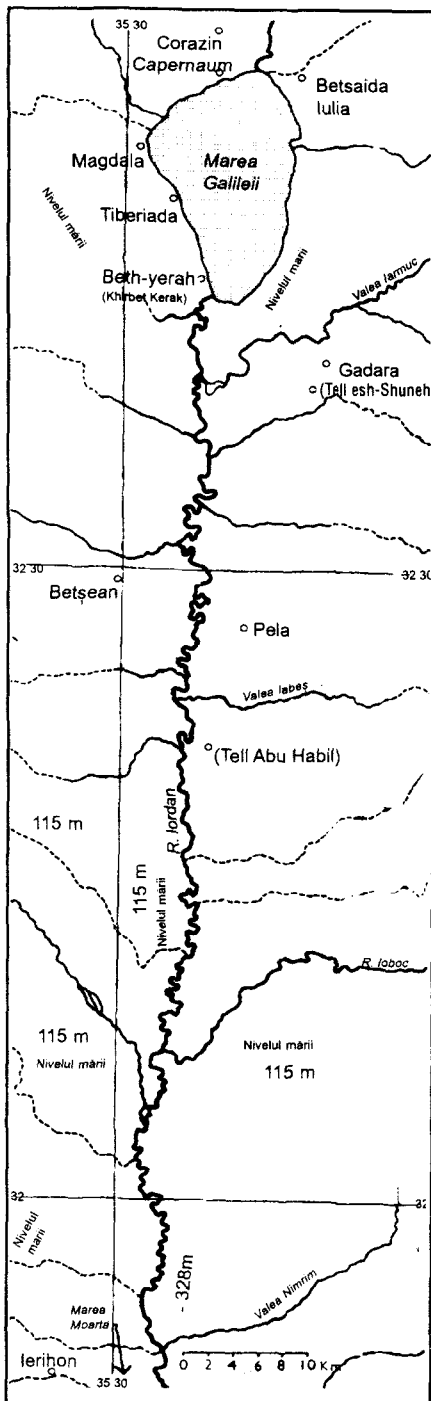 35 30
Corazin
Capernaum
Betsaida
Iulia
Magdala
Marea
Galileii
Nivelul mării
Tiberiada
Nivelul mării
Beth-yerah
(Khirbet Kerak)
Valea Iarmuc
Gadara
(Tell esh-Shuneh)
32 30
32 30
Betșean
Pela
Valea Iabeș
(Tell Abu Habil)
R. Iordan
115 m
115 m
Nivelul mării
R. Ioboc
115 m
Nivelul mării
Nivelul mării
115 m
32
32
Nivelul
mării
- 328m
Valea Nimrim
Marea
Moartă
Ierihon
0 2 4 6 8 10 Km
35 30